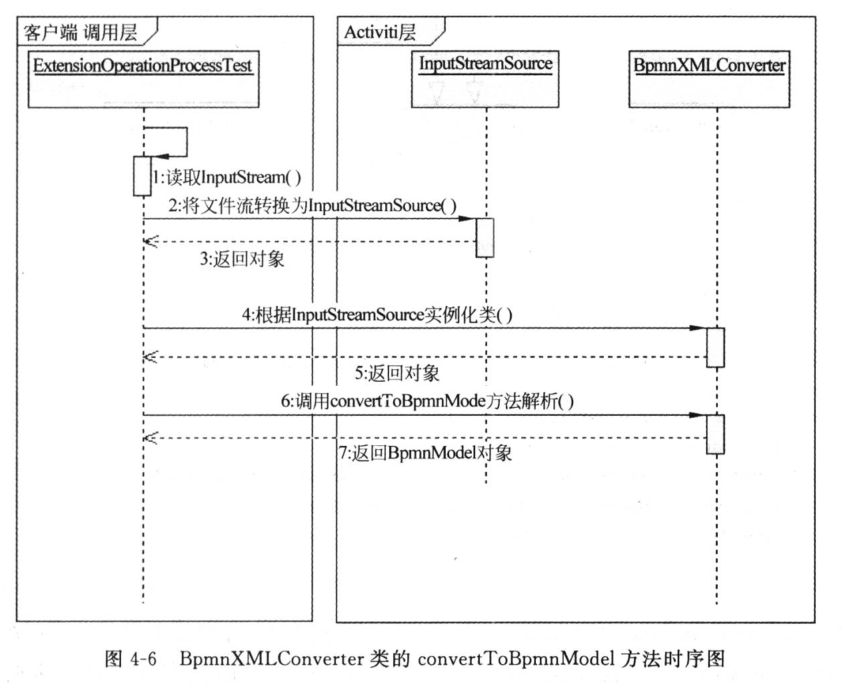 客户端 调用层
Activiti层
ExtensionOperationProcessTest
InputStreamSource
BpmnXMLConverter
1:读取InputStream( )
2:将文件流转换为InputStreamSource( )
3:返回对象
4:根据InputStreamSource实例化类( )
5:返回对象
6:调用convertToBpmnMode方法解析( )
7:返回BpmnModel对象
图 4-6 BpmnXMLConverter 类的 convertToBpmnModel 方法时序图